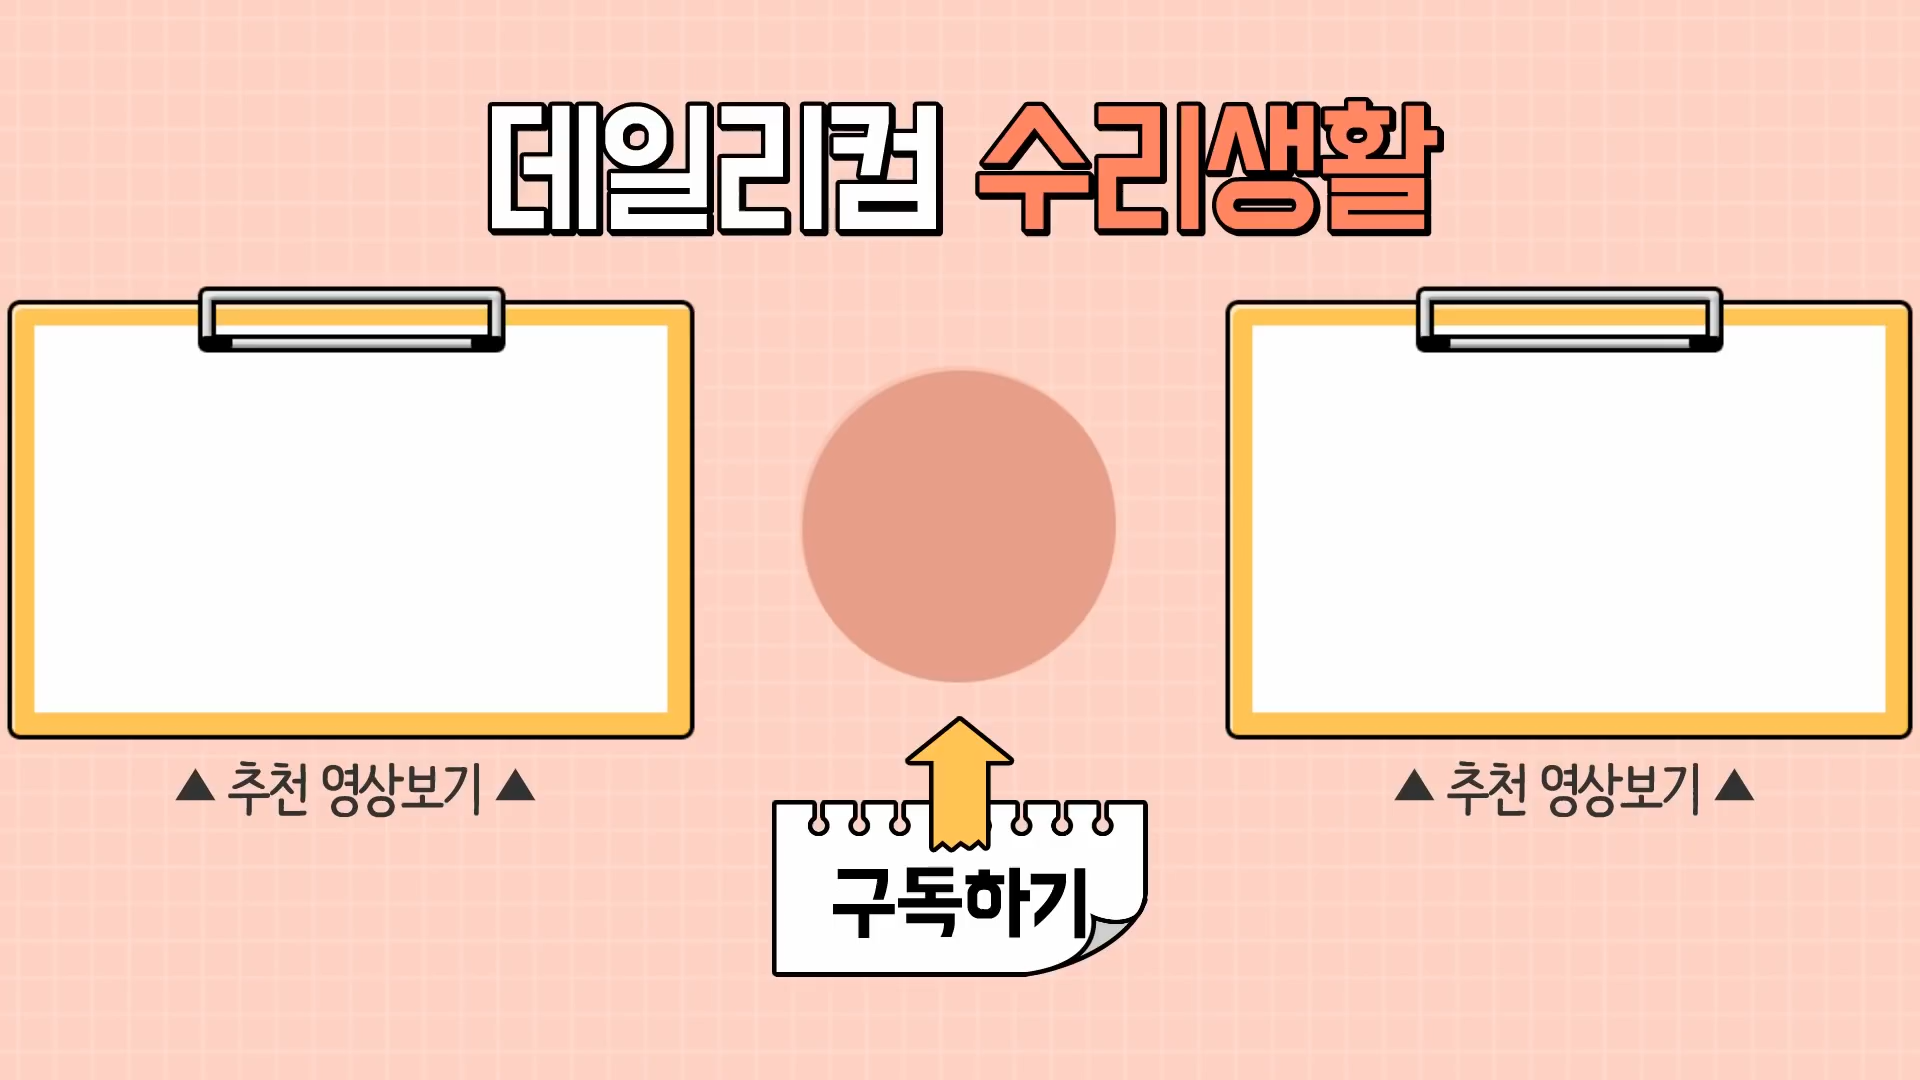 데일리컴 수리생활
▲ 추천 영상보기 ▲
▲ 추천 영상보기 ▲
구독하기